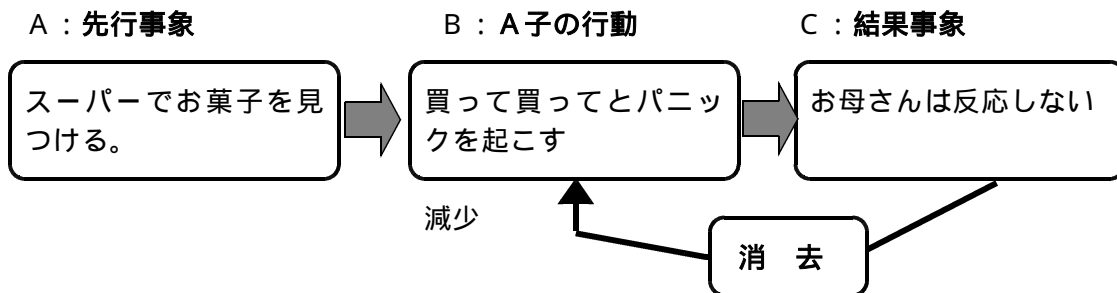 A：先行事象
B：A子の行動
C：結果事象
スーパーでお菓子を見
つける。
買って買ってとパニッ
クを起こす
お母さんは反応しない
減少
消　去